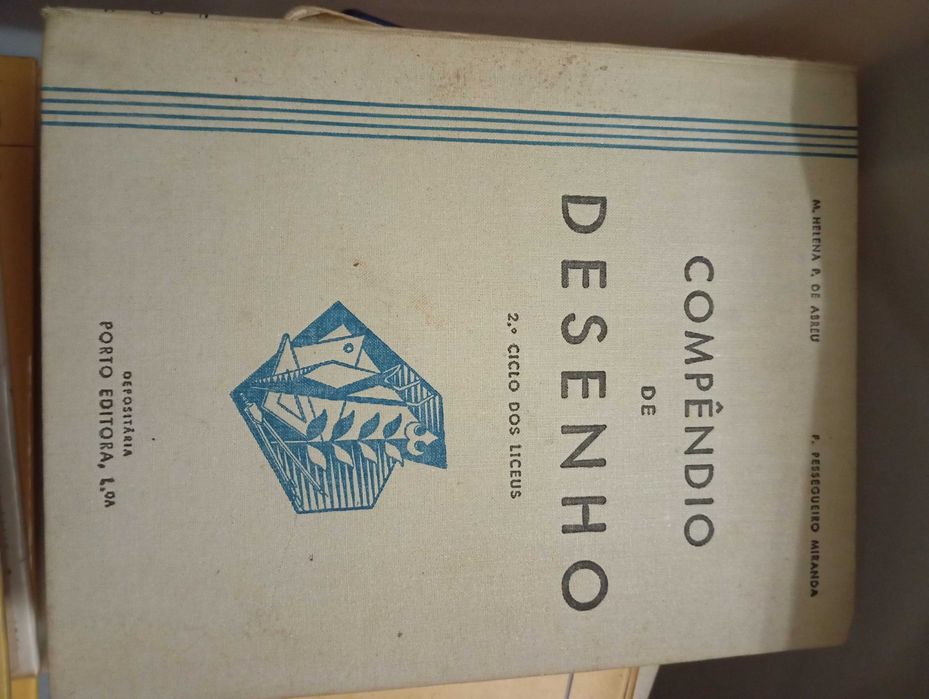 M. HELENA P. DE ABREU
F. PESSEGUEIRO MIRANDA
COMPÊNDIO
DE
DESENHO
2.º CICLO DOS LICEUS
DEPOSITÁRIA
PORTO EDITORA, L.DA